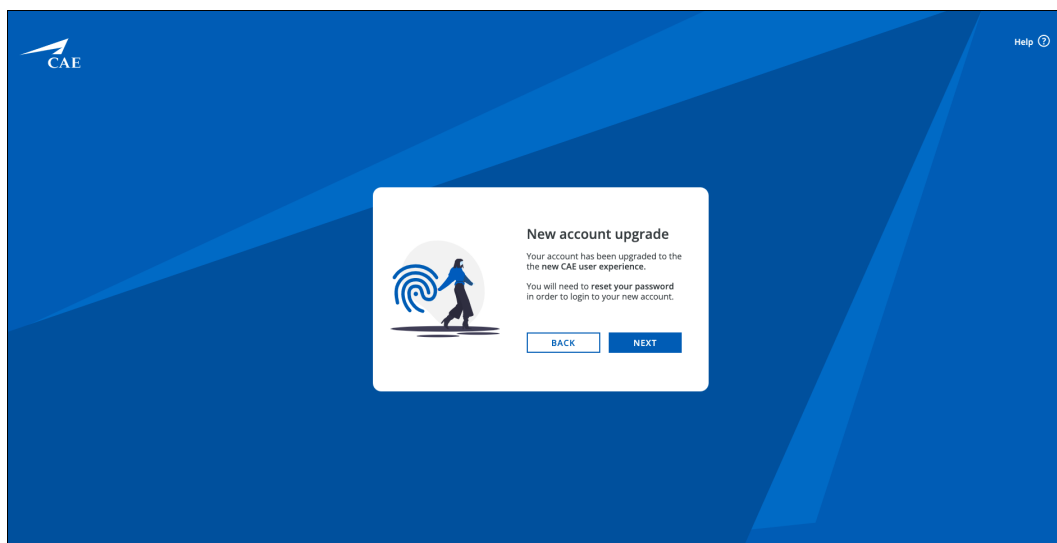 CAE
Help ?
New account upgrade
Your account has been upgraded to the
the new CAE user experience.
You will need to reset your password
in order to login to your new account.
BACK
NEXT